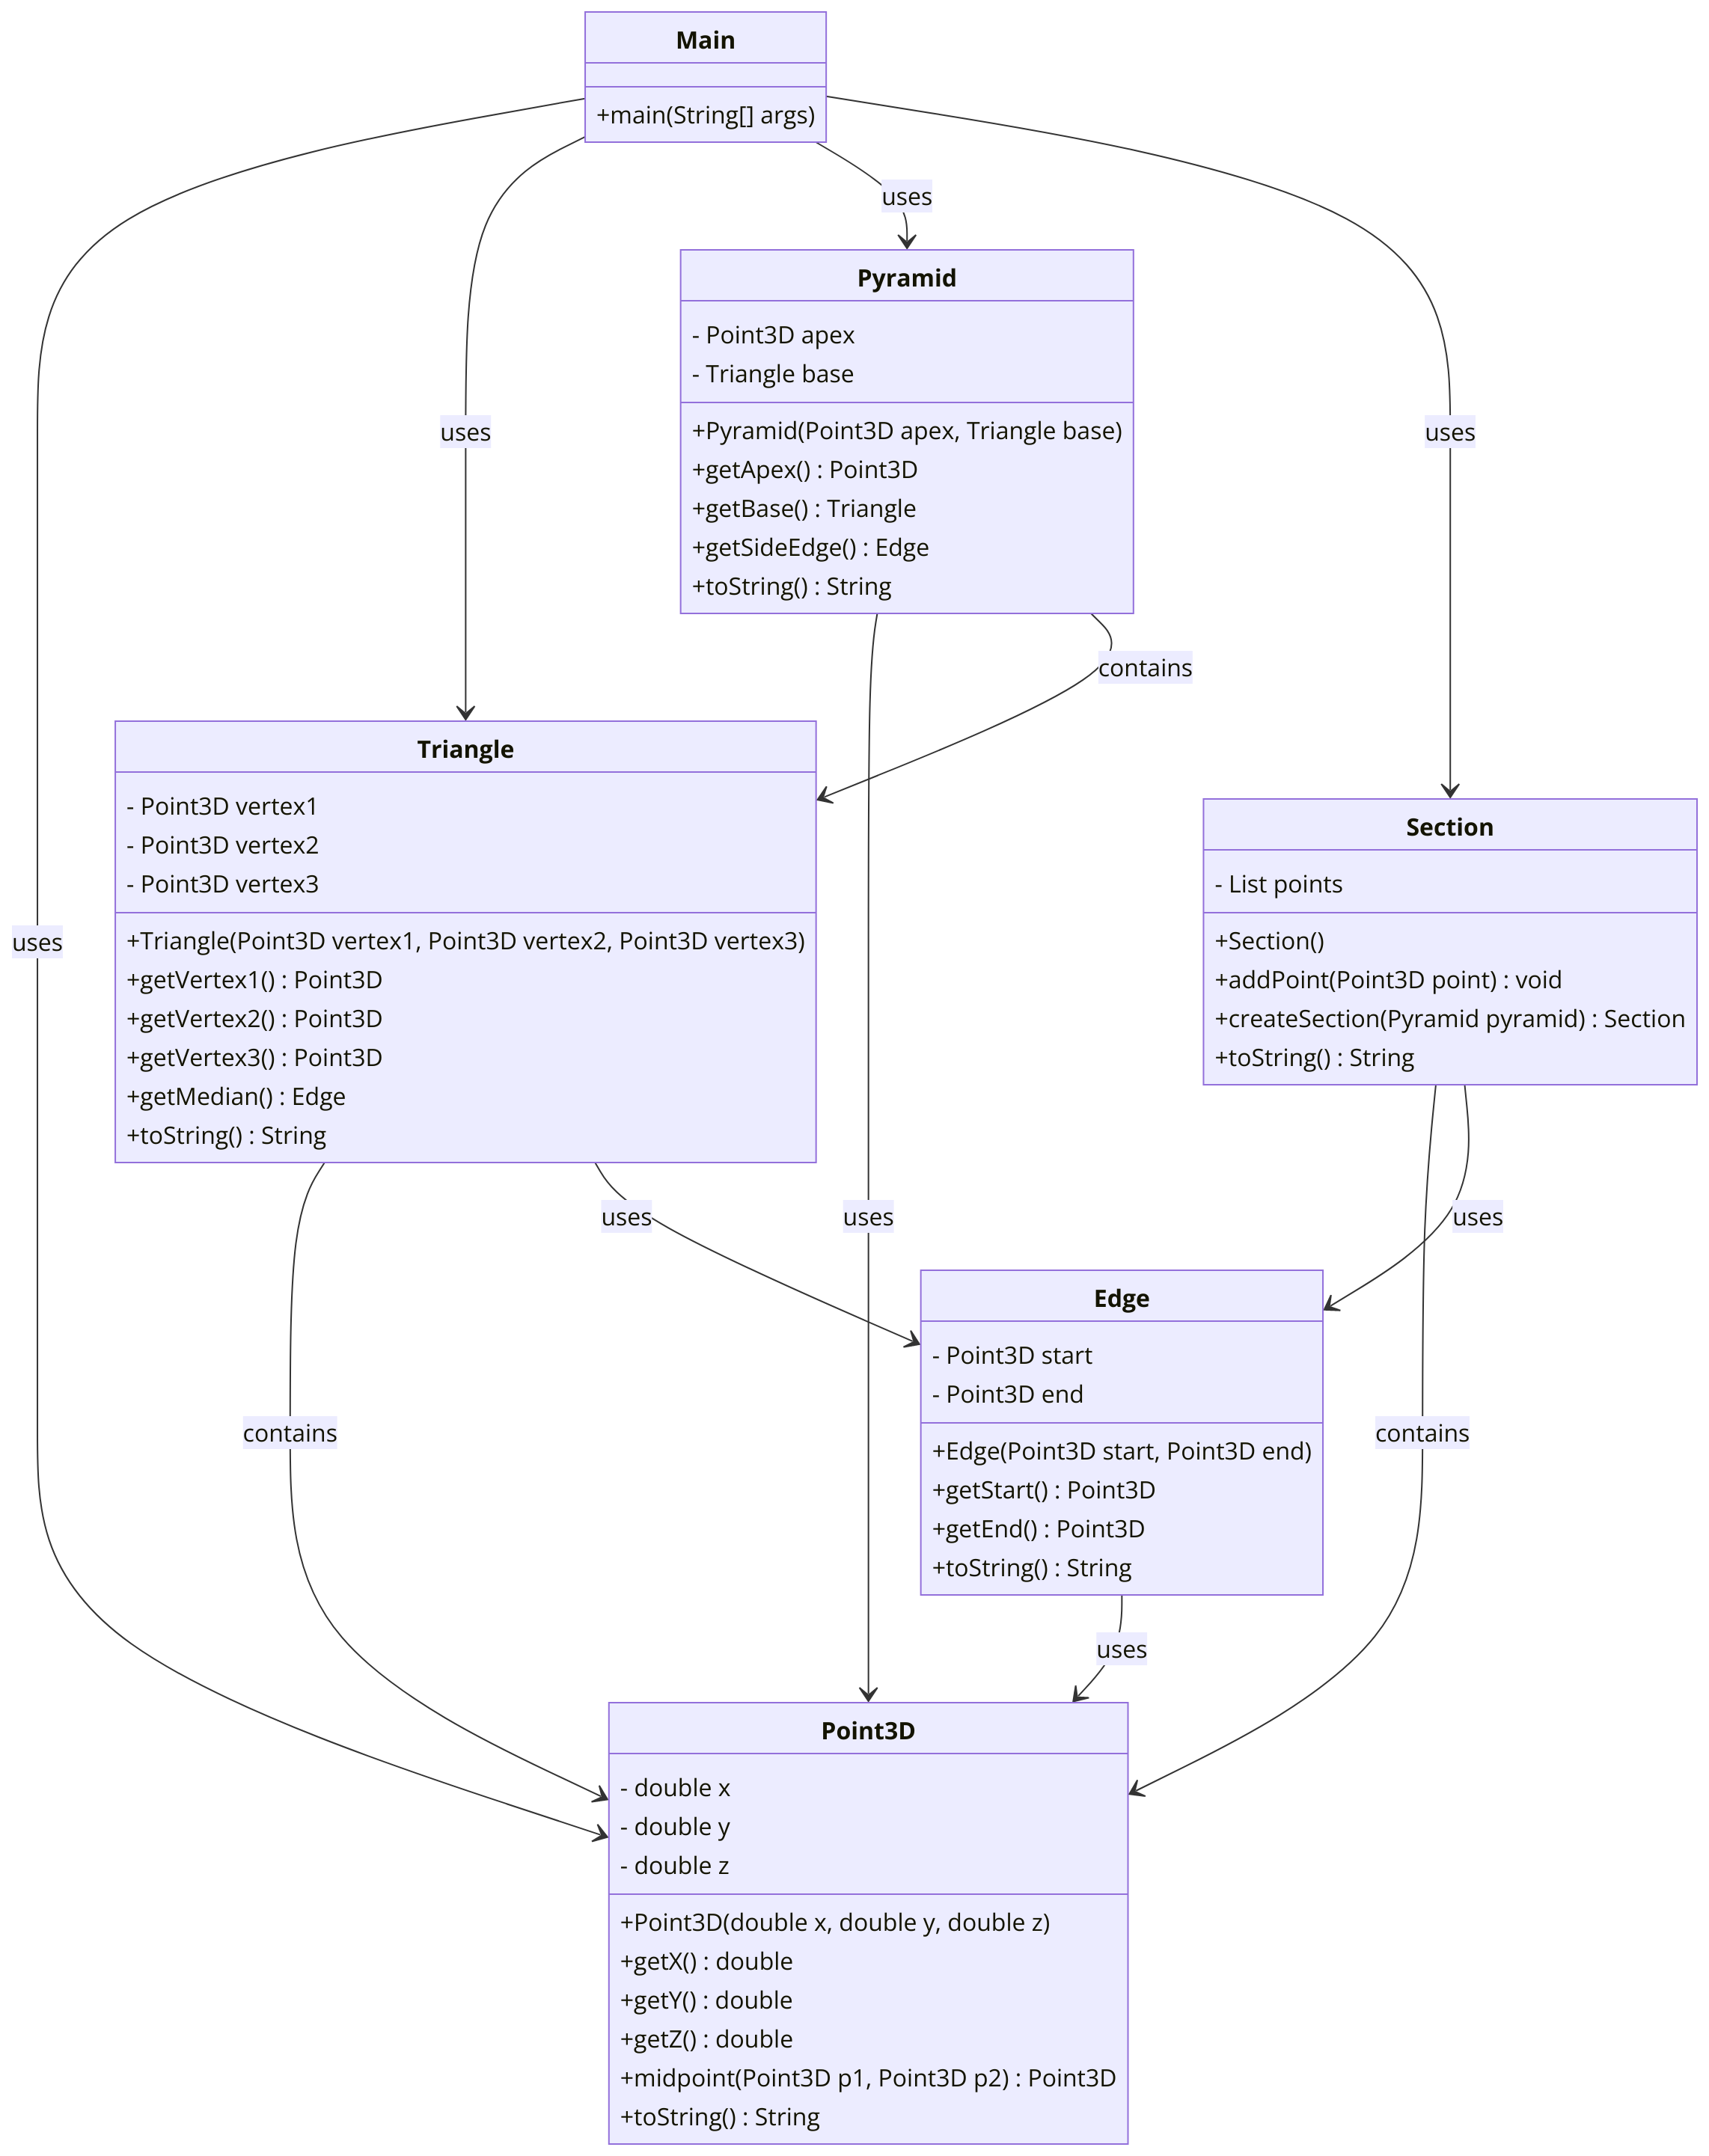 Main
+main(String[] args)
uses
Pyramid
- Point3D apex
- Triangle base
+Pyramid(Point3D apex, Triangle base)
+getApex() : Point3D
+getBase() : Triangle
+getSideEdge() : Edge
+toString() : String
uses
uses
contains
Triangle
- Point3D vertex1
- Point3D vertex2
- Point3D vertex3
+Triangle(Point3D vertex1, Point3D vertex2, Point3D vertex3)
+getVertex1() : Point3D
+getVertex2() : Point3D
+getVertex3() : Point3D
+getMedian() : Edge
+toString() : String
Section
- List points
+Section()
+addPoint(Point3D point) : void
+createSection(Pyramid pyramid) : Section
+toString() : String
uses
uses
uses
uses
Edge
- Point3D start
- Point3D end
+Edge(Point3D start, Point3D end)
+getStart() : Point3D
+getEnd() : Point3D
+toString() : String
contains
contains
uses
Point3D
- double x
- double y
- double z
+Point3D(double x, double y, double z)
+getX() : double
+getY() : double
+getZ() : double
+midpoint(Point3D p1, Point3D p2) : Point3D
+toString() : String